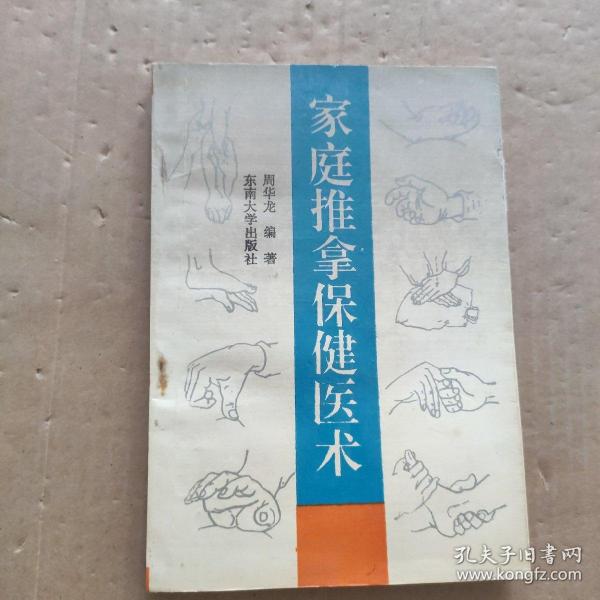 家庭推拿保健医术
周华龙 编著
东南大学出版社
孔夫子旧书网
www.kongfz.com